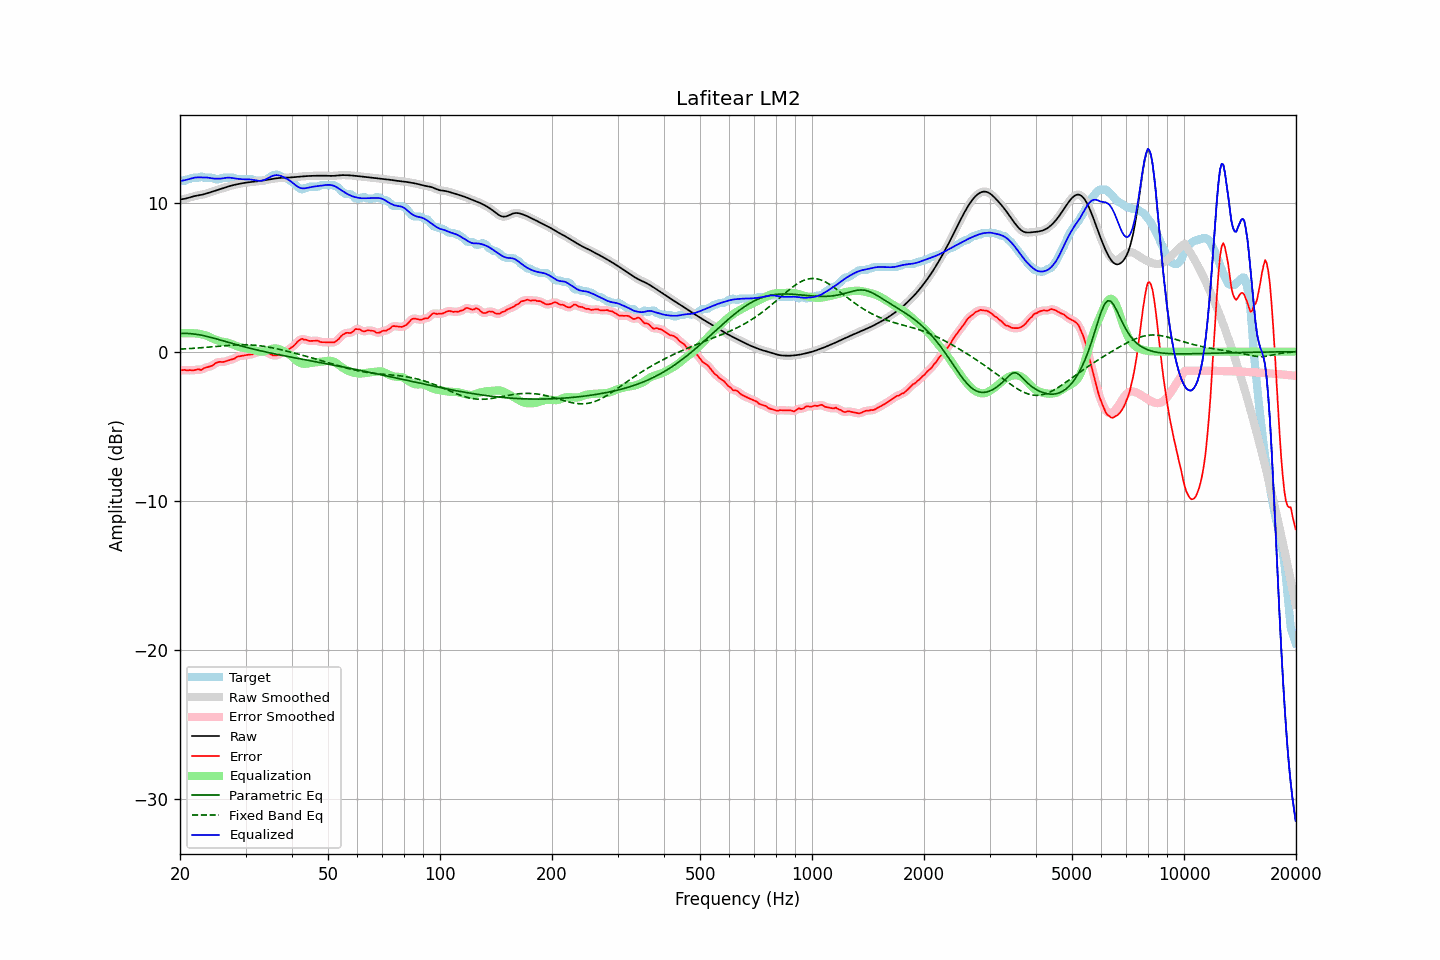 Lafitear LM2
Amplitude (dBr)
10
0
−10
−20
−30
Target
Raw Smoothed
Error Smoothed
Raw
Error
Equalization
Parametric Eq
Fixed Band Eq
Equalized
20 50 100 200 500 1000 2000 5000 10000 20000
Frequency (Hz)